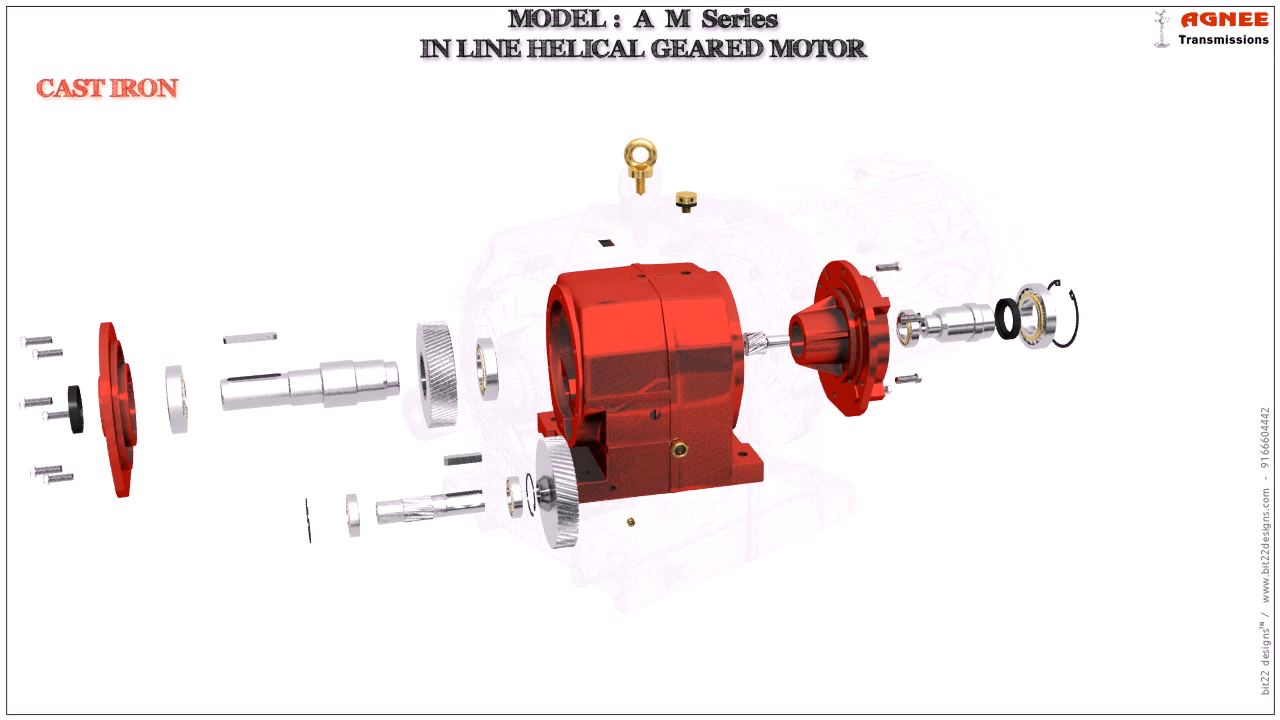 MODEL : A M Series
IN LINE HELICAL GEARED MOTOR
AGNEE
Transmissions
CAST IRON
bit22 designs™ / www.bit22designs.com - 9166604442